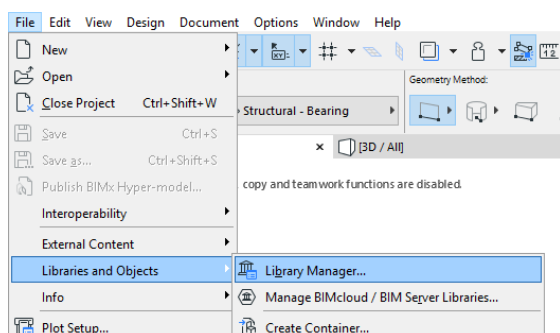 File Edit View Design Document Options Window Help
New
Open
Geometry Method:
Close Project Ctrl+Shift+W
Structural - Bearing
Save Ctrl+S
[3D / All]
Save as... Ctrl+Shift+S
Publish BIMx Hyper-model...
copy and teamwork functions are disabled.
Interoperability
External Content
Libraries and Objects
Library Manager...
Info
Manage BIMcloud / BIM Server Libraries...
Plot Setup...
Create Container...